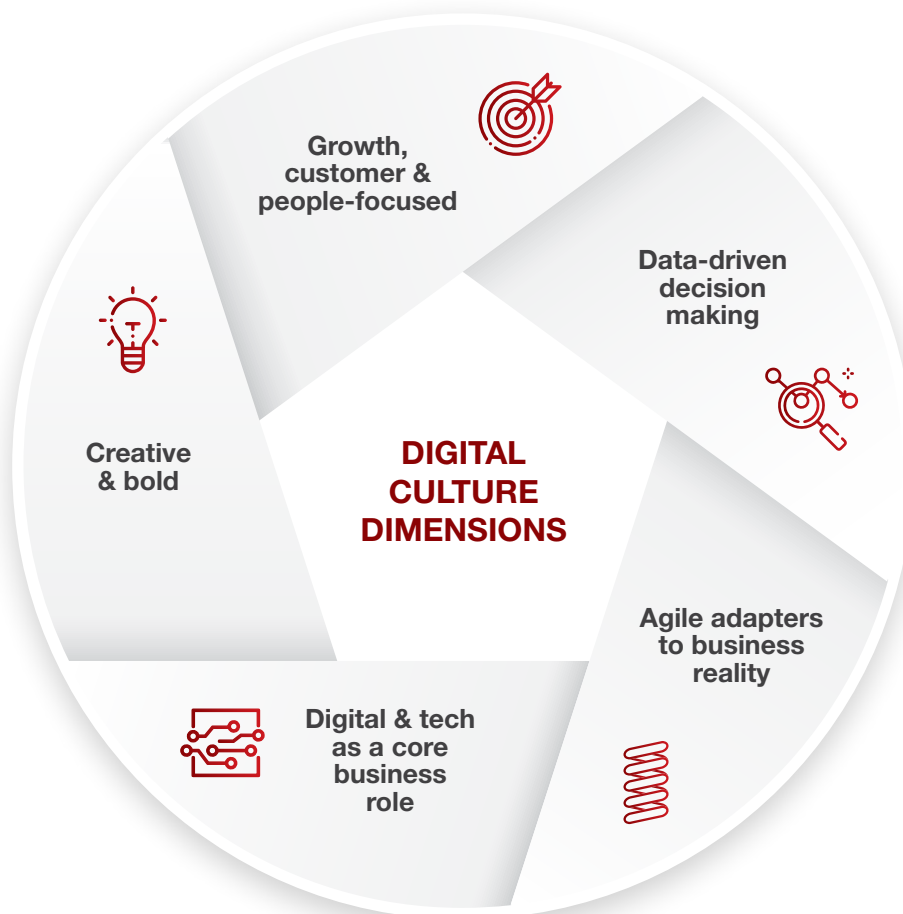 Growth,
customer &
people-focused
Data-driven
decision
making
Creative
& bold
DIGITAL
CULTURE
DIMENSIONS
Agile adapters
to business
reality
Digital & tech
as a core
business
role